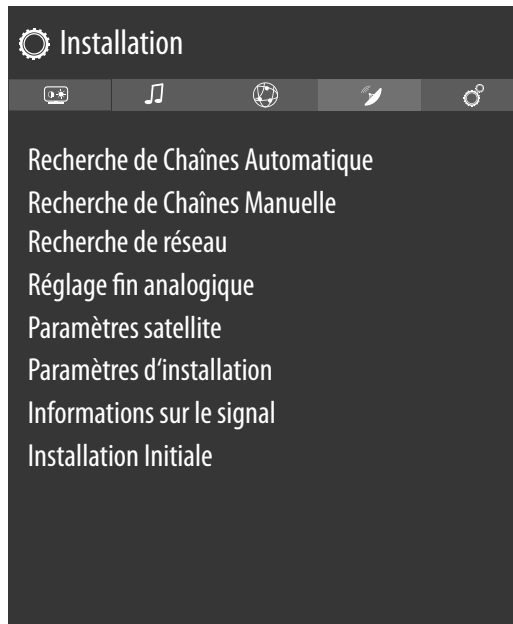 Installation
Recherche de Chaînes Automatique
Recherche de Chaînes Manuelle
Recherche de réseau
Réglage fin analogique
Paramètres satellite
Paramètres d‘installation
Informations sur le signal
Installation Initiale